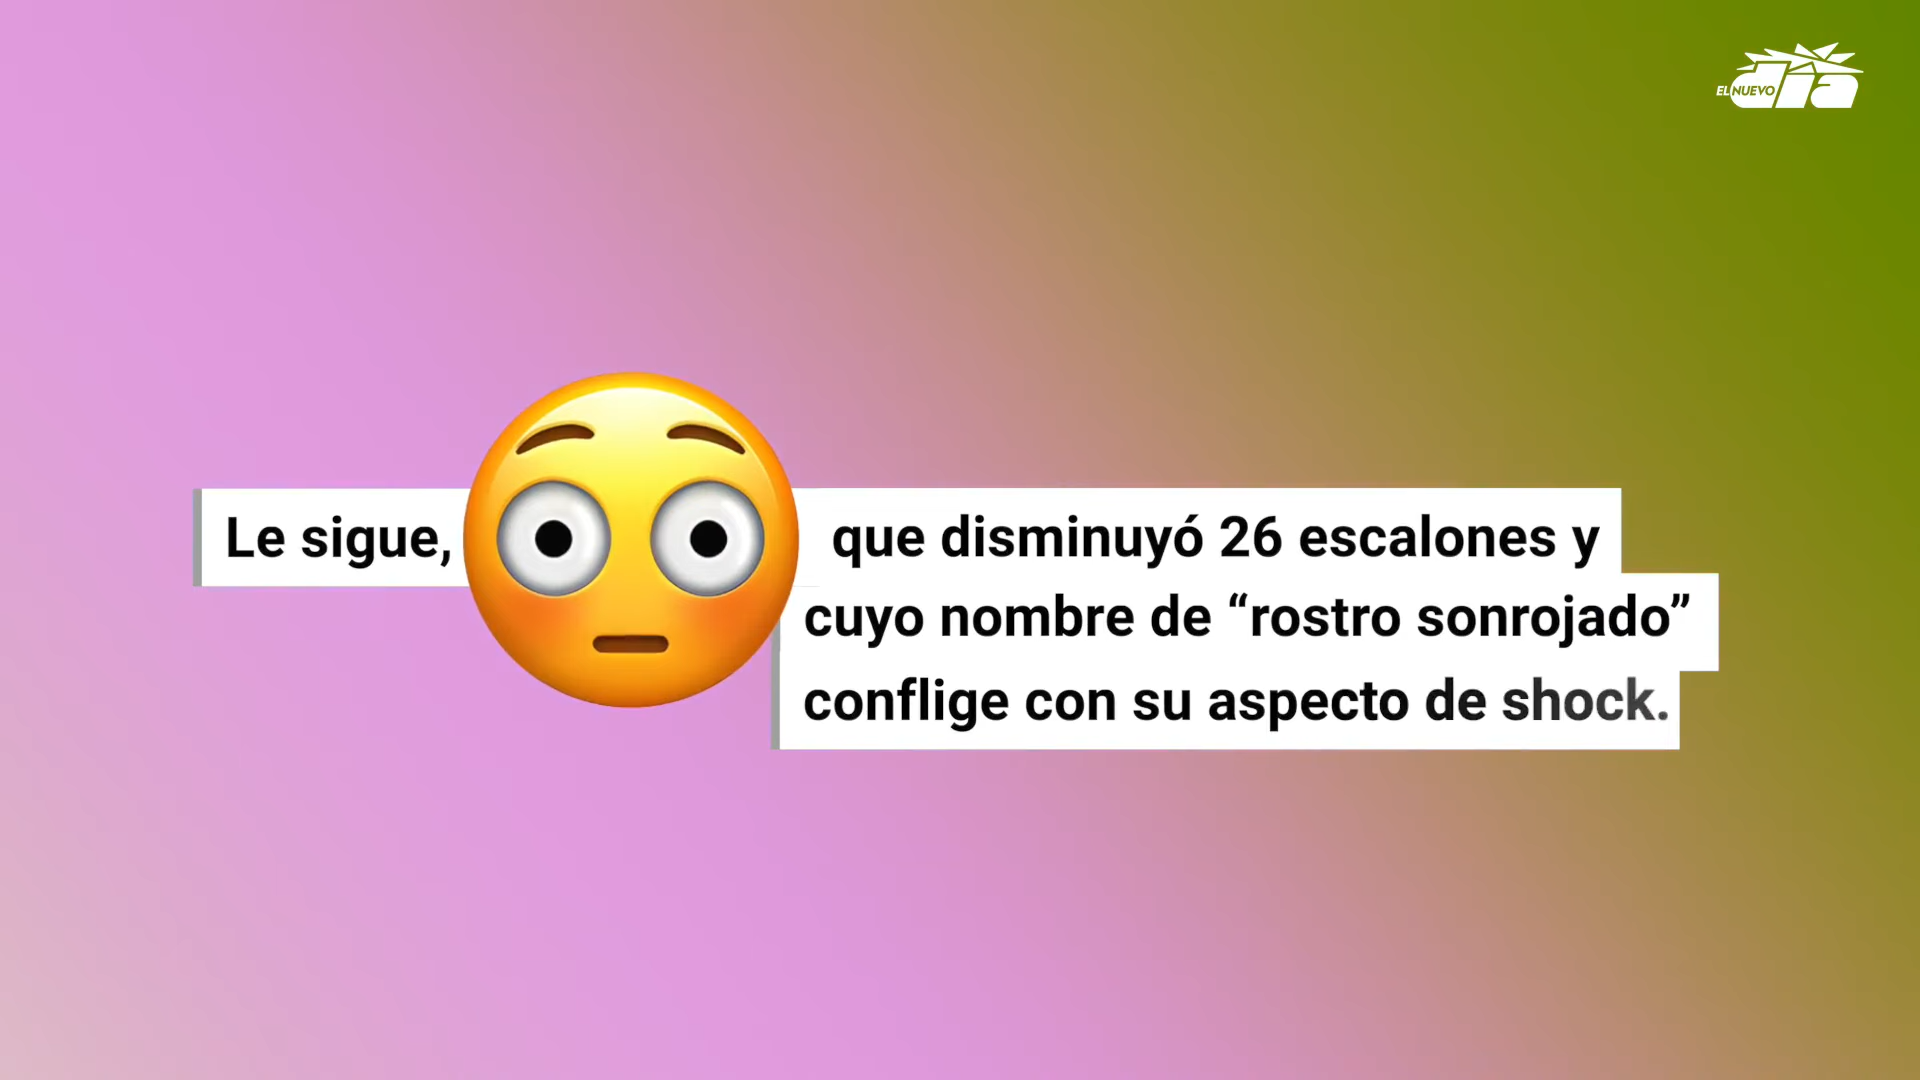 EL NUEVO día
Le sigue, 😳 que disminuyó 26 escalones y
cuyo nombre de “rostro sonrojado”
conflige con su aspecto de shock.